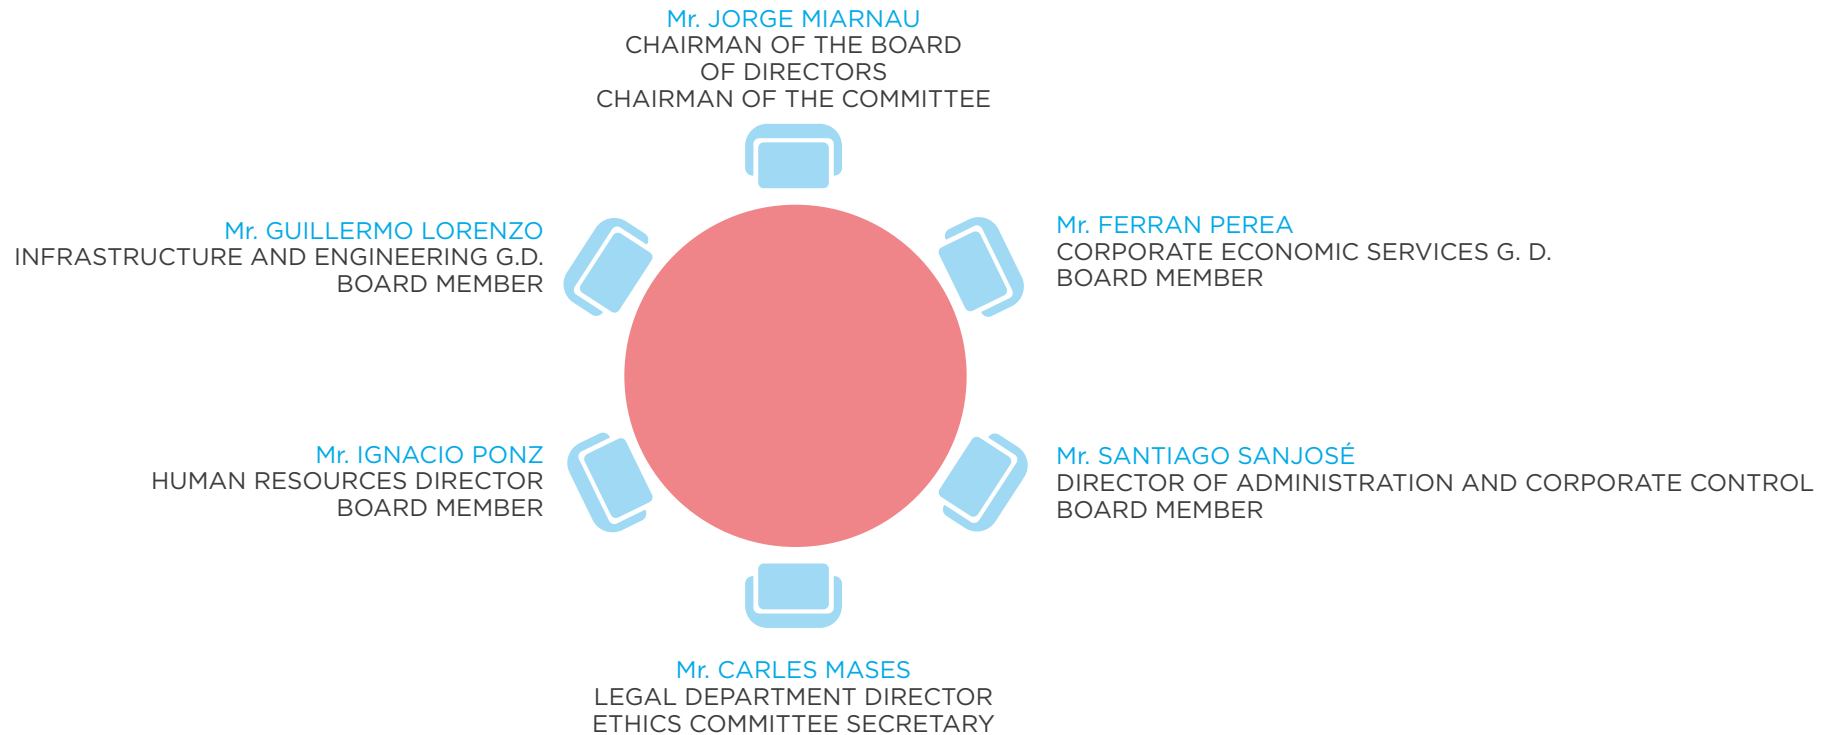 Mr. JORGE MIARNAU
CHAIRMAN OF THE BOARD
OF DIRECTORS
CHAIRMAN OF THE COMMITTEE
Mr. GUILLERMO LORENZO
INFRASTRUCTURE AND ENGINEERING G.D.
BOARD MEMBER
Mr. FERRAN PEREA
CORPORATE ECONOMIC SERVICES G. D.
BOARD MEMBER
Mr. IGNACIO PONZ
HUMAN RESOURCES DIRECTOR
BOARD MEMBER
Mr. SANTIAGO SANJOSÉ
DIRECTOR OF ADMINISTRATION AND CORPORATE CONTROL
BOARD MEMBER
Mr. CARLES MASES
LEGAL DEPARTMENT DIRECTOR
ETHICS COMMITTEE SECRETARY